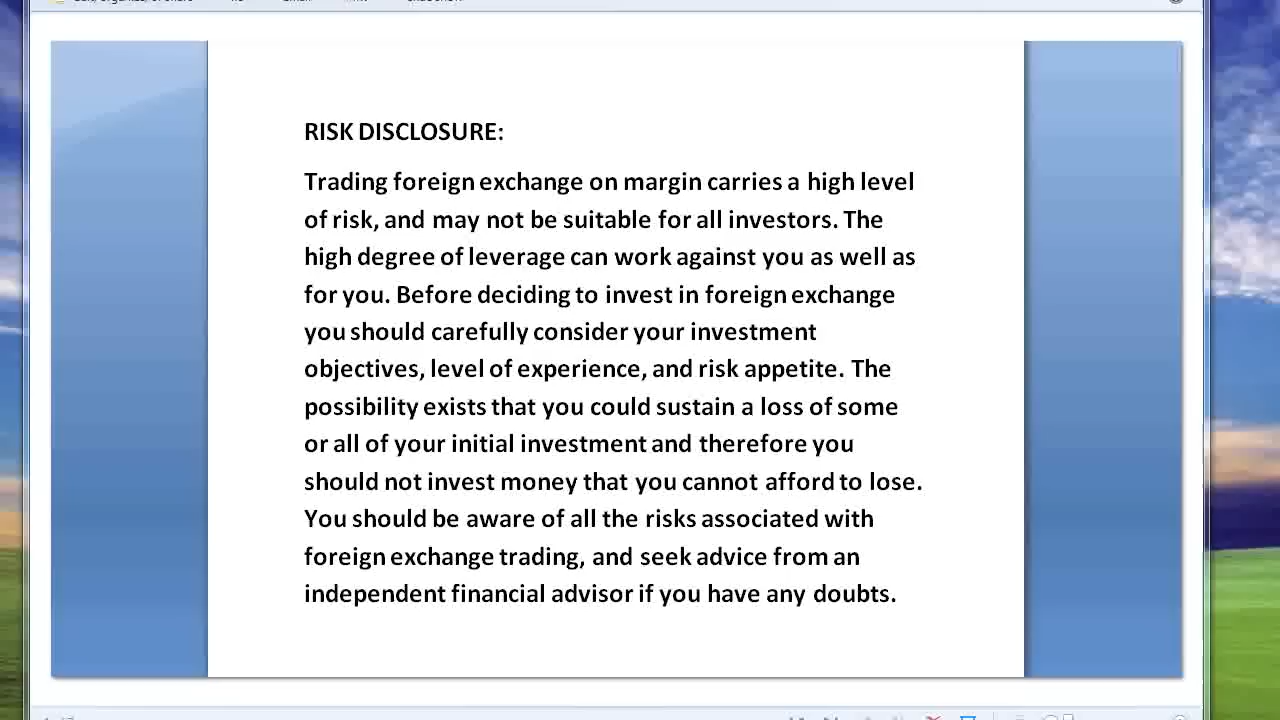 RISK DISCLOSURE:
Trading foreign exchange on margin carries a high level
of risk, and may not be suitable for all investors. The
high degree of leverage can work against you as well as
for you. Before deciding to invest in foreign exchange
you should carefully consider your investment
objectives, level of experience, and risk appetite. The
possibility exists that you could sustain a loss of some
or all of your initial investment and therefore you
should not invest money that you cannot afford to lose.
You should be aware of all the risks associated with
foreign exchange trading, and seek advice from an
independent financial advisor if you have any doubts.